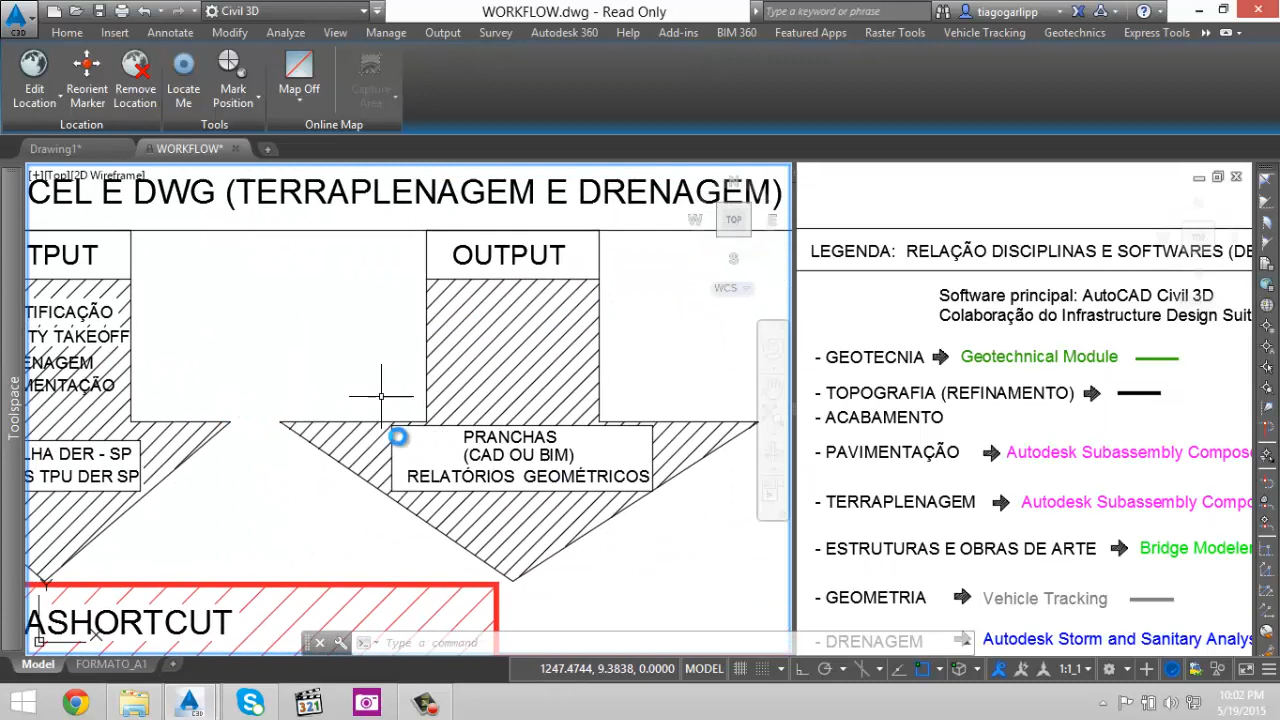 Civil 3D
WORKFLOW.dwg - Read Only
Type a keyword or phrase
tiagogarlipp
C3D
Home Insert Annotate Modify Analyze View Manage Output Survey Autodesk 360 Help Add-ins BIM 360 Featured Apps Raster Tools Vehicle Tracking Geotechnics Express Tools
Edit Location
Reorient Marker
Remove Location
Locate Me
Mark Position
Map Off
Capture Area
Location Tools Online Map
Drawing1* WORKFLOW*
[+][Top][2D Wireframe]
CEL E DWG (TERRAPLENAGEM E DRENAGEM)
N
W TOP E
S
WCS
TPUT
OUTPUT
TIFICAÇÃO
TY TAKEOFF
ENAGEM
MENTAÇÃO
Toolspace
LHA DER - SP
S TPU DER SP
PRANCHAS
(CAD OU BIM)
RELATÓRIOS GEOMÉTRICOS
ASHORTCUT
Y
X
LEGENDA: RELAÇÃO DISCIPLINAS E SOFTWARES (DE
Software principal: AutoCAD Civil 3D
Colaboração do Infrastructure Design Suit
- GEOTECNIA Geotechnical Module
- TOPOGRAFIA (REFINAMENTO)
- ACABAMENTO
- PAVIMENTAÇÃO Autodesk Subassembly Compos
- TERRAPLENAGEM Autodesk Subassembly Compo
- ESTRUTURAS E OBRAS DE ARTE Bridge Modeler
- GEOMETRIA Vehicle Tracking
- DRENAGEM Autodesk Storm and Sanitary Analys
Type a command
Model FORMATO_A1
1247.4744, 9.3838, 0.0000 MODEL 1:1_1
C3D
321
10:02 PM
5/19/2015